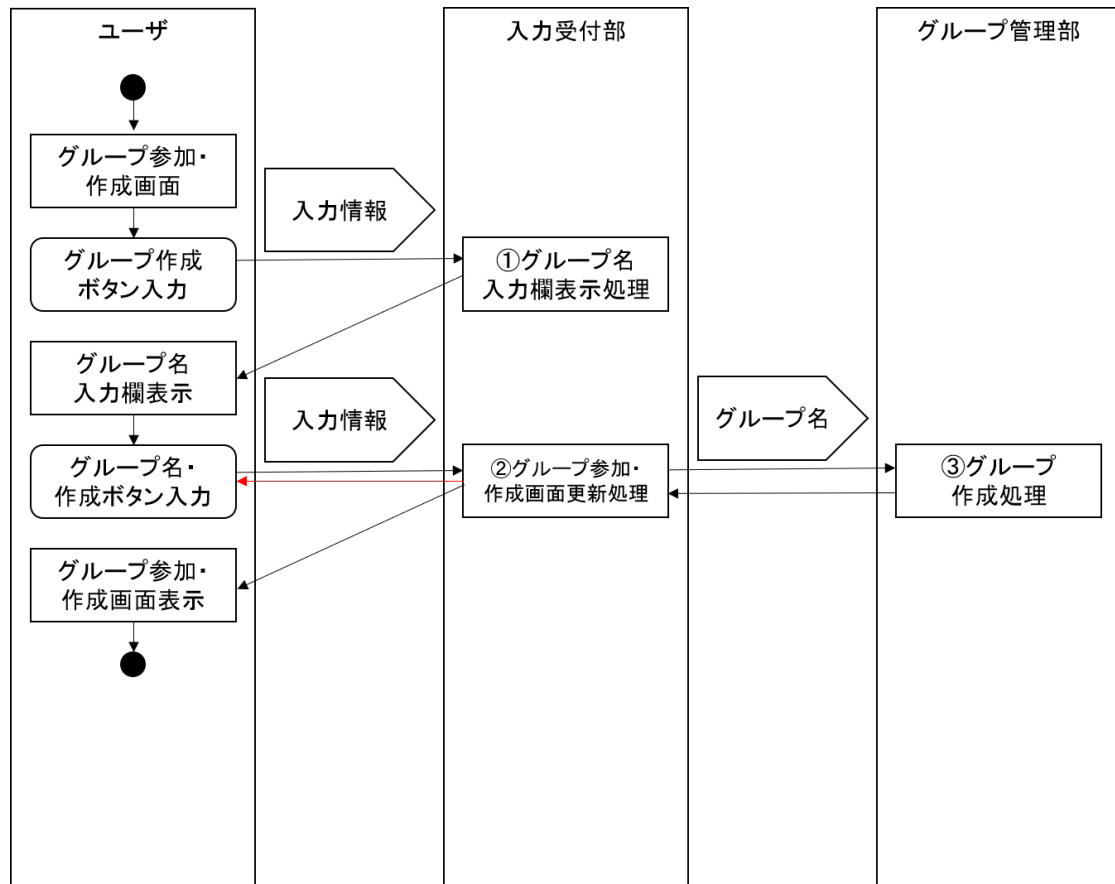 ユーザ
入力受付部
グループ管理部
グループ参加・
作成画面
入力情報
グループ作成
ボタン入力
①グループ名
入力欄表示処理
グループ名
入力欄表示
入力情報
グループ名
グループ名・
作成ボタン入力
②グループ参加・
作成画面更新処理
③グループ
作成処理
グループ参加・
作成画面表示